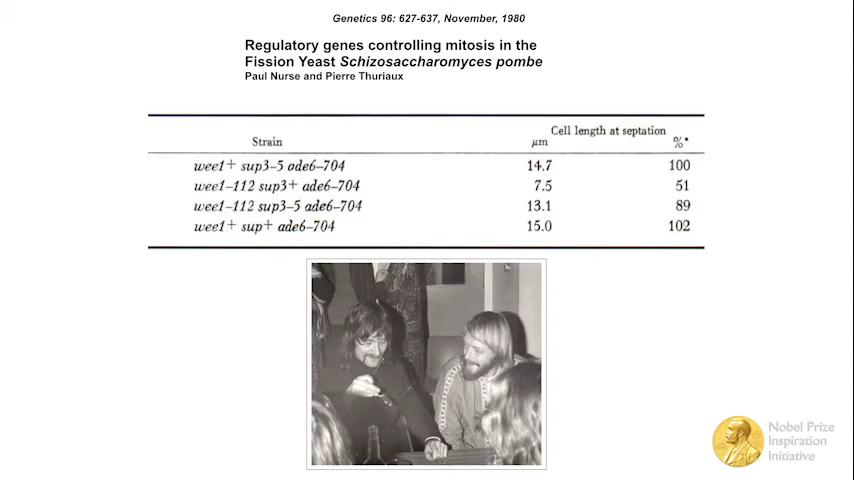 Genetics 96: 627-637, November, 1980
Regulatory genes controlling mitosis in the
Fission Yeast Schizosaccharomyces pombe
Paul Nurse and Pierre Thuriaux
Cell length at septation
Strain μm %*
wee1+ sup3–5 ade6–704 14.7 100
wee1–112 sup3+ ade6–704 7.5 51
wee1–112 sup3–5 ade6–704 13.1 89
wee1+ sup+ ade6–704 15.0 102
Nobel Prize
Inspiration
Initiative